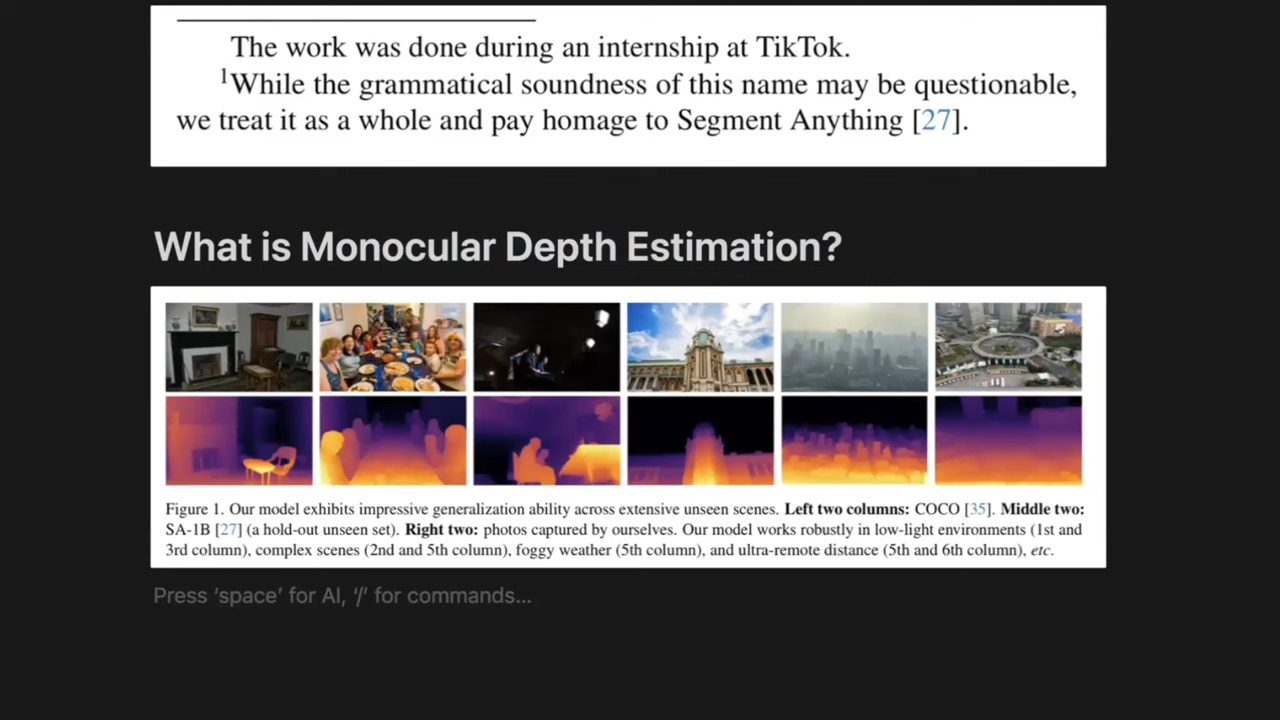 The work was done during an internship at TikTok.
¹While the grammatical soundness of this name may be questionable,
we treat it as a whole and pay homage to Segment Anything [27].
What is Monocular Depth Estimation?
Figure 1. Our model exhibits impressive generalization ability across extensive unseen scenes. Left two columns: COCO [35]. Middle two:
SA-1B [27] (a hold-out unseen set). Right two: photos captured by ourselves. Our model works robustly in low-light environments (1st and
3rd column), complex scenes (2nd and 5th column), foggy weather (5th column), and ultra-remote distance (5th and 6th column), etc.
Press ‘space’ for AI, ‘/’ for commands...